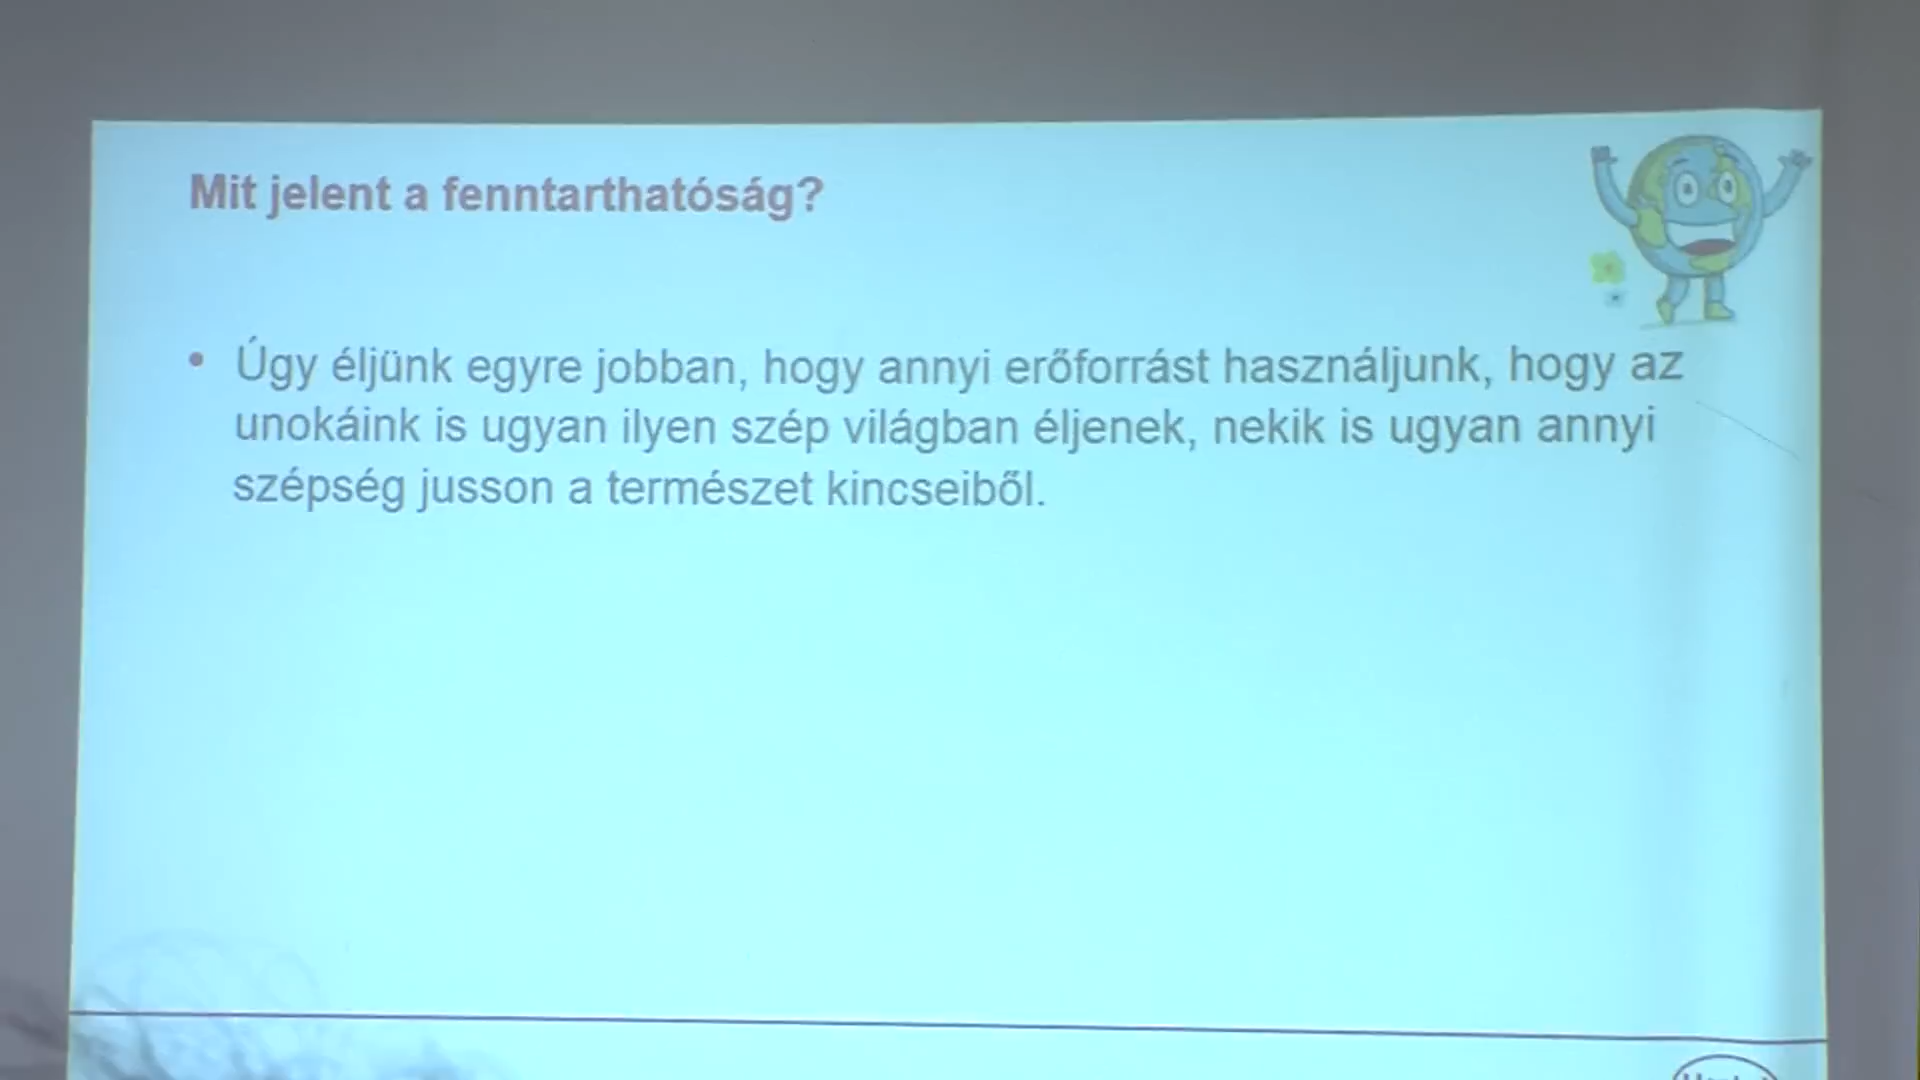 Mit jelent a fenntarthatóság?
• Úgy éljünk egyre jobban, hogy annyi erőforrást használjunk, hogy az
unokáink is ugyan ilyen szép világban éljenek, nekik is ugyan annyi
szépség jusson a természet kincseiből.